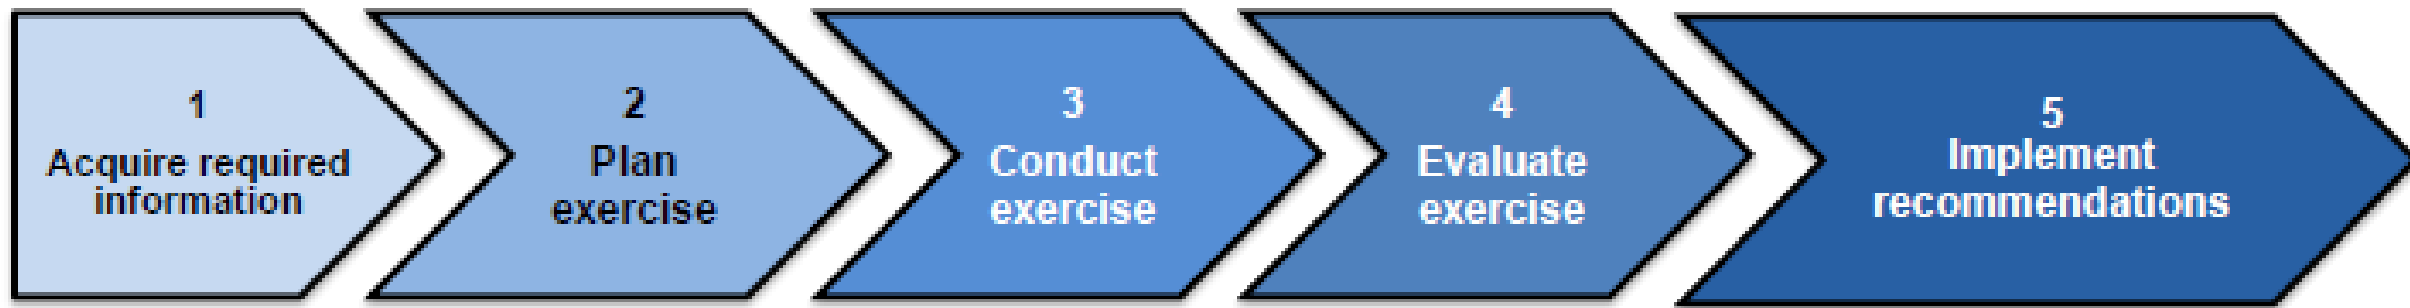 1
Acquire required
information
2
Plan
exercise
3
Conduct
exercise
4
Evaluate
exercise
5
Implement
recommendations